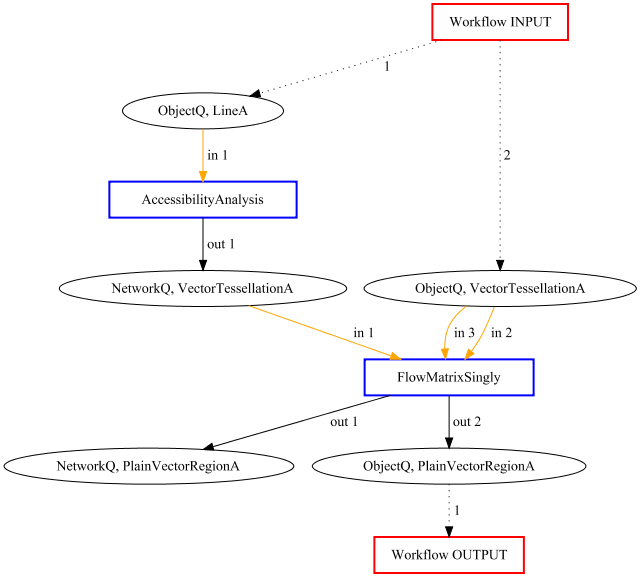 Workflow INPUT
1
ObjectQ, LineA
in 1
2
AccessibilityAnalysis
out 1
NetworkQ, VectorTessellationA
ObjectQ, VectorTessellationA
in 1
in 3
in 2
FlowMatrixSingly
out 1
out 2
NetworkQ, PlainVectorRegionA
ObjectQ, PlainVectorRegionA
1
Workflow OUTPUT